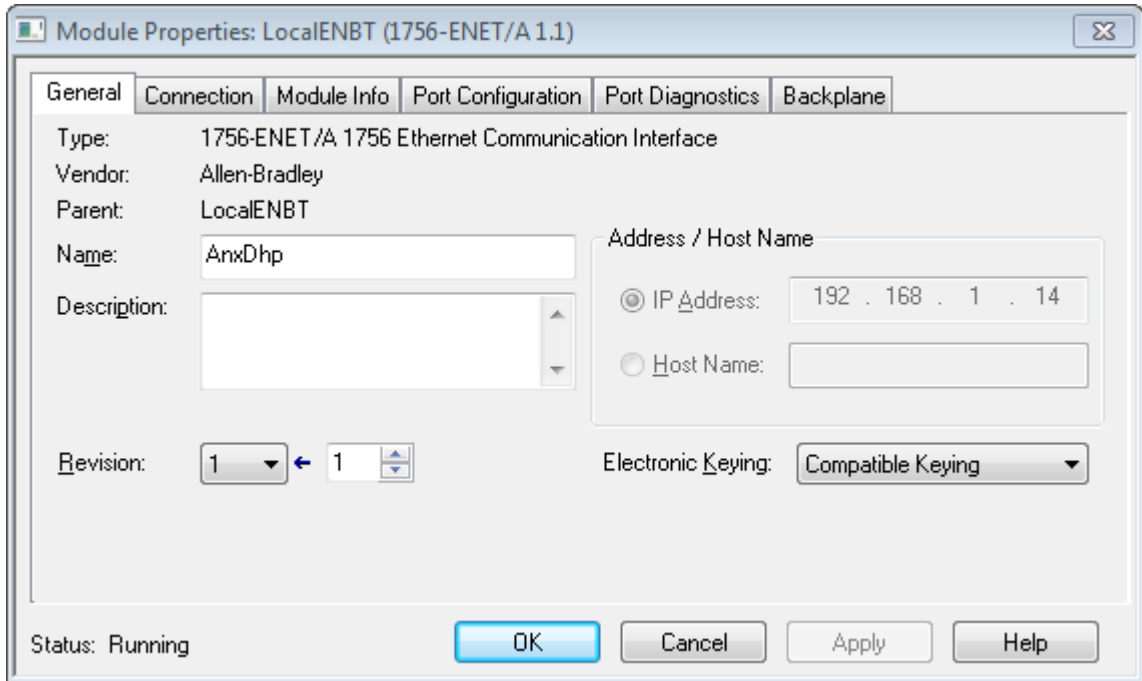 Module Properties: LocalENBT (1756-ENET/A 1.1)
General Connection Module Info Port Configuration Port Diagnostics Backplane
Type: 1756-ENET/A 1756 Ethernet Communication Interface
Vendor: Allen-Bradley
Parent: LocalENBT
Name: AnxDhp
Address / Host Name
Description:
IP Address: 192 . 168 . 1 . 14
Host Name:
Revision: 1 1
Electronic Keying: Compatible Keying
Status: Running
OK Cancel Apply Help